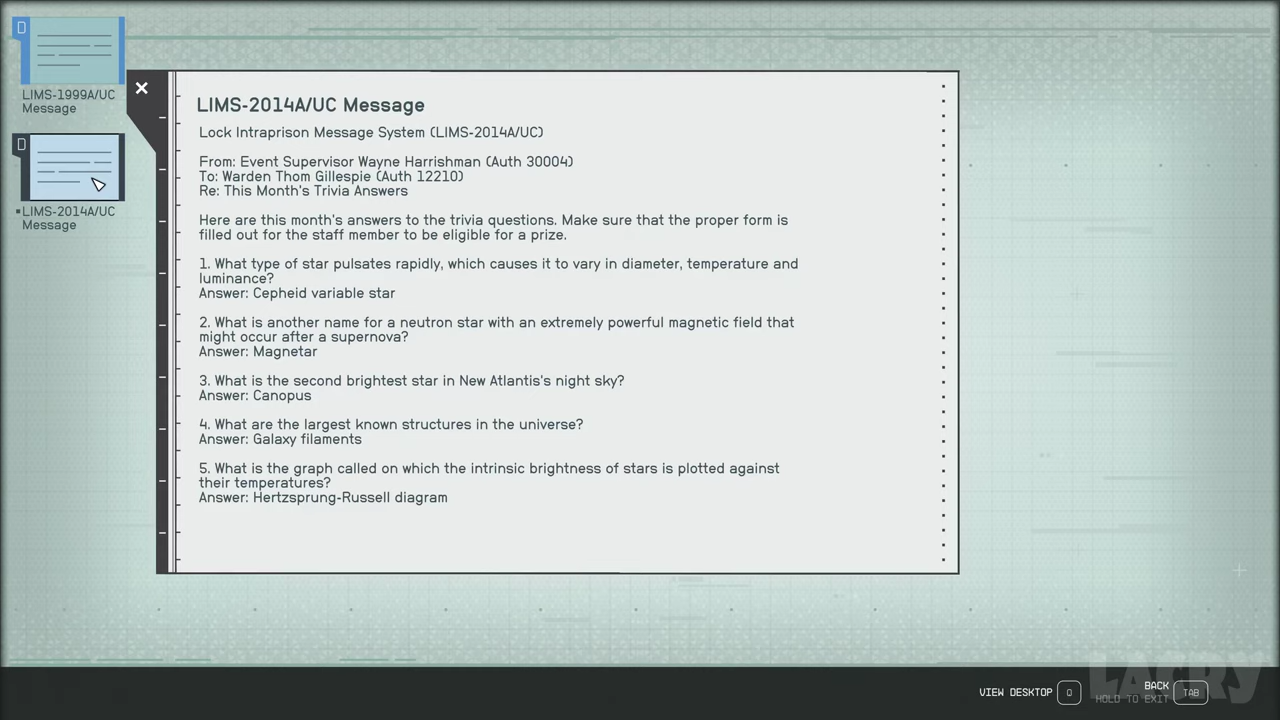 D
LIMS-1999A/UC
Message
D
LIMS-2014A/UC
Message
LIMS-2014A/UC Message
Lock Intraprison Message System (LIMS-2014A/UC)
From: Event Supervisor Wayne Harrishman (Auth 30004)
To: Warden Thom Gillespie (Auth 12210)
Re: This Month's Trivia Answers
Here are this month's answers to the trivia questions. Make sure that the proper form is
filled out for the staff member to be eligible for a prize.
1. What type of star pulsates rapidly, which causes it to vary in diameter, temperature and
luminance?
Answer: Cepheid variable star
2. What is another name for a neutron star with an extremely powerful magnetic field that
might occur after a supernova?
Answer: Magnetar
3. What is the second brightest star in New Atlantis's night sky?
Answer: Canopus
4. What are the largest known structures in the universe?
Answer: Galaxy filaments
5. What is the graph called on which the intrinsic brightness of stars is plotted against
their temperatures?
Answer: Hertzsprung-Russell diagram
VIEW DESKTOP Q
BACK
HOLD TO EXIT TAB
LARRY